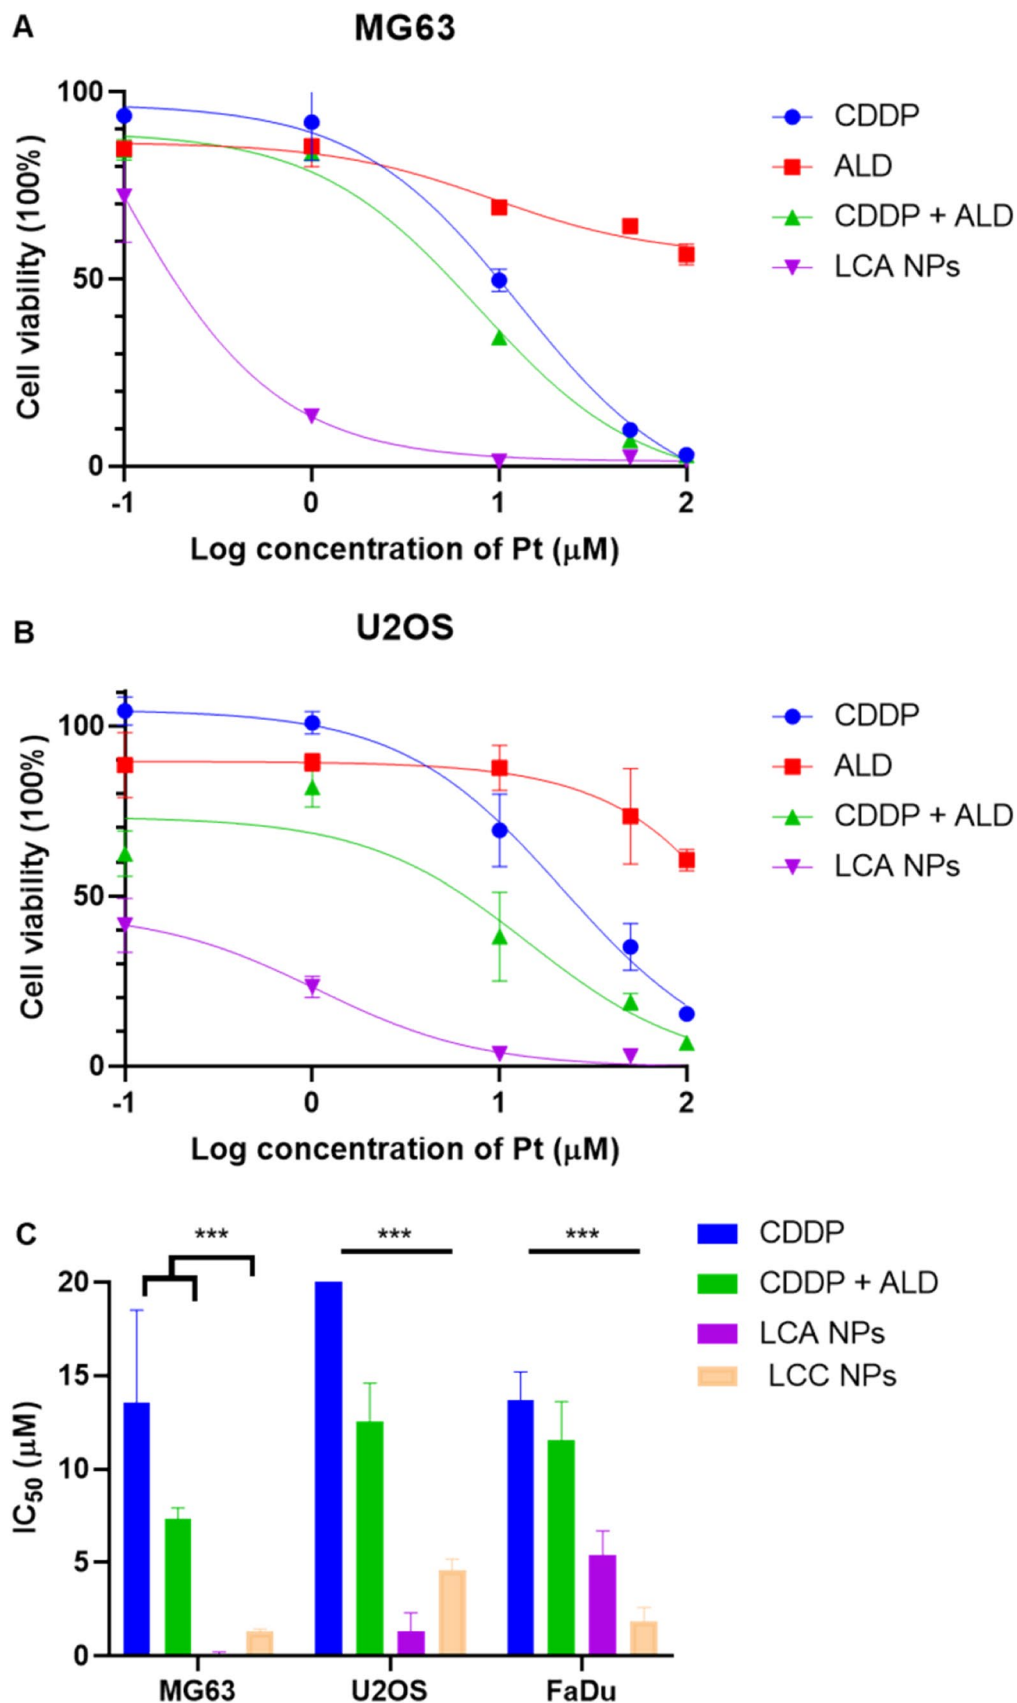 A
MG63
100
50
0
-1 0 1 2
Cell viability (100%)
Log concentration of Pt (μM)
CDDP
ALD
CDDP + ALD
LCA NPs
B
U2OS
100
50
0
-1 0 1 2
Cell viability (100%)
Log concentration of Pt (μM)
CDDP
ALD
CDDP + ALD
LCA NPs
C
*** *** ***
20
15
10
5
0
IC50 (μM)
MG63 U2OS FaDu
CDDP
CDDP + ALD
LCA NPs
LCC NPs